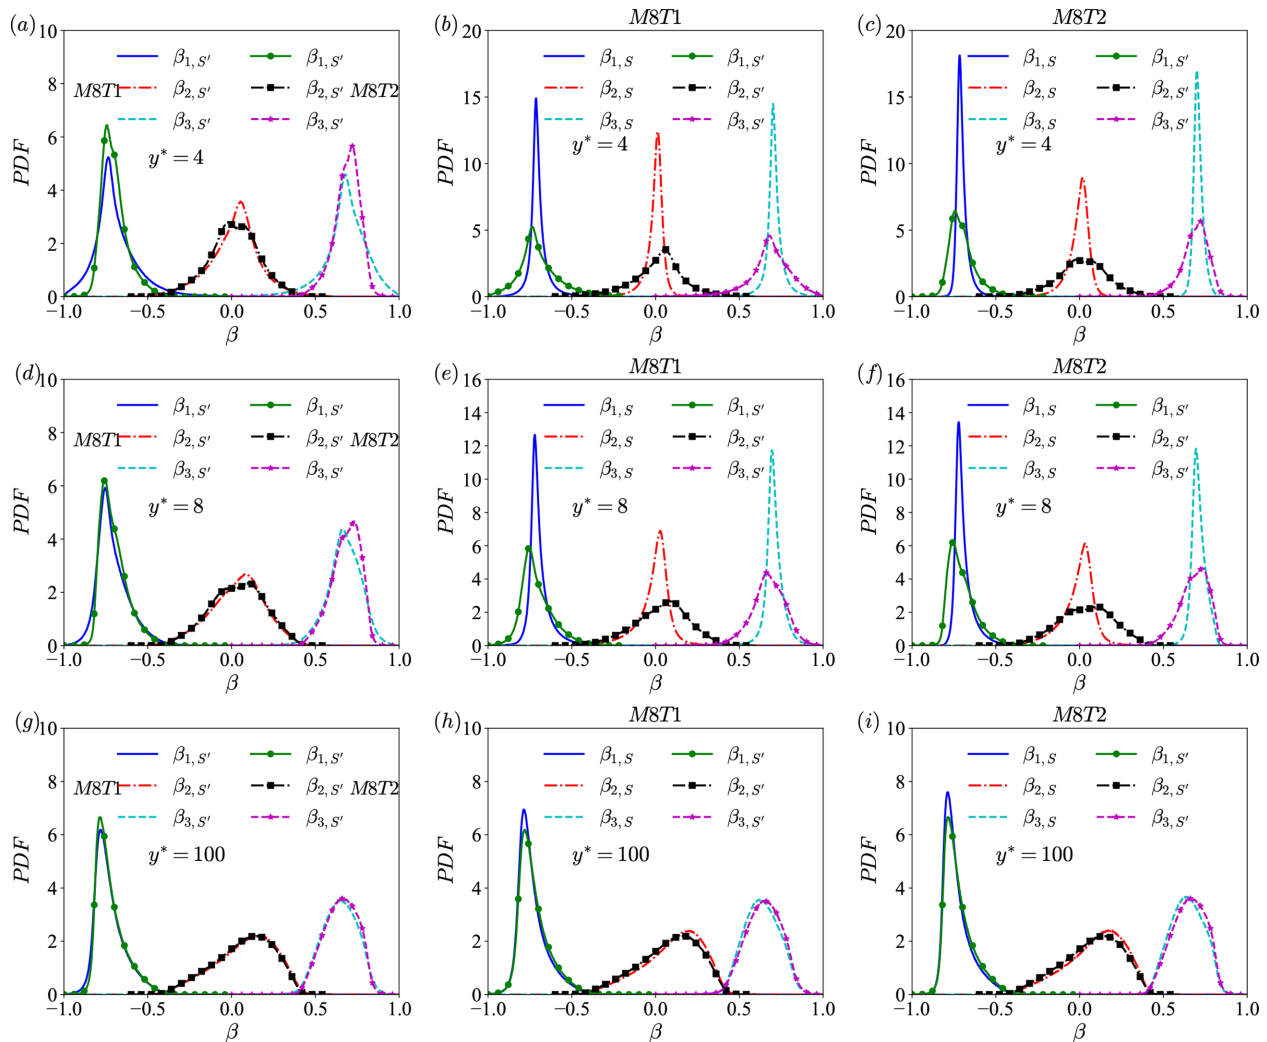 M8T1 M8T2
(a) (b) (c)
10 20 20
β1,S′ β1,S′ β1,S β1,S′ β1,S β1,S′
8
M8T1 β2,S′ β2,S′ M8T2 β2,S β2,S′ β2,S β2,S′
15 15
β3,S′ β3,S′ β3,S β3,S′ β3,S β3,S′
6
y* = 4 y* = 4 y* = 4
PDF PDF PDF
10 10
4
5 5
2
0 0 0
−1.0 −0.5 0.0 0.5 1.0 −1.0 −0.5 0.0 0.5 1.0 −1.0 −0.5 0.0 0.5 1.0
β β β
M8T1 M8T2
(d) (e) (f)
10 16 16
β1,S′ β1,S′ β1,S β1,S′ β1,S β1,S′
14 14
8
M8T1 β2,S′ β2,S′ M8T2 β2,S β2,S′ β2,S β2,S′
12 12
β3,S′ β3,S′ β3,S β3,S′ β3,S β3,S′
10 10
6
y* = 8 y* = 8 y* = 8
PDF PDF PDF
8 8
4
6 6
4 4
2
2 2
0 0 0
−1.0 −0.5 0.0 0.5 1.0 −1.0 −0.5 0.0 0.5 1.0 −1.0 −0.5 0.0 0.5 1.0
β β β
M8T1 M8T2
(g) (h) (i)
10 10 10
β1,S′ β1,S′ β1,S β1,S′ β1,S β1,S′
8 8 8
M8T1 β2,S′ β2,S′ M8T2 β2,S β2,S′ β2,S β2,S′
β3,S′ β3,S′ β3,S β3,S′ β3,S β3,S′
6 6 6
y* = 100 y* = 100 y* = 100
PDF PDF PDF
4 4 4
2 2 2
0 0 0
−1.0 −0.5 0.0 0.5 1.0 −1.0 −0.5 0.0 0.5 1.0 −1.0 −0.5 0.0 0.5 1.0
β β β